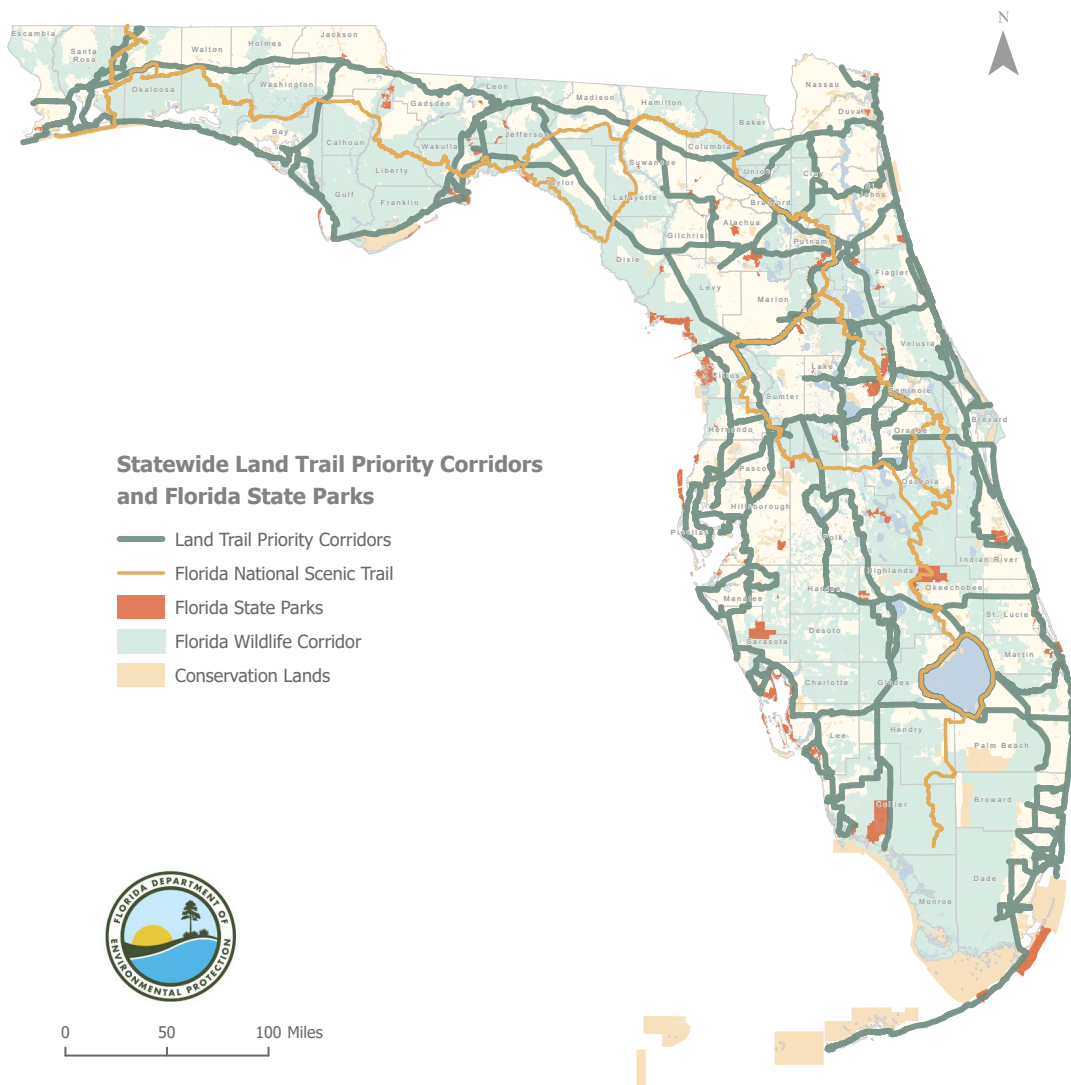 N
Escambia
Santa
Rosa
Okaloosa
Walton
Holmes
Washington
Jackson
Bay
Calhoun
Gulf
Liberty
Franklin
Gadsden
Wakulla
Leon
Jefferson
Madison
Taylor
Hamilton
Suwannee
Lafayette
Dixie
Columbia
Gilchrist
Baker
Union
Bradford
Alachua
Levy
Nassau
Duval
Clay
St Johns
Putnam
Flagler
Marion
Volusia
Citrus
Sumter
Lake
Seminole
Hernando
Orange
Brevard
Pasco
Osceola
Hillsborough
Pinellas
Polk
Indian River
Manatee
Hardee
Highlands
Okeechobee
St. Lucie
Sarasota
Desoto
Martin
Charlotte
Glades
Lee
Hendry
Palm Beach
Collier
Broward
Monroe
Dade
Statewide Land Trail Priority Corridors
and Florida State Parks
Land Trail Priority Corridors
Florida National Scenic Trail
Florida State Parks
Florida Wildlife Corridor
Conservation Lands
FLORIDA DEPARTMENT OF
ENVIRONMENTAL PROTECTION
0 50 100 Miles